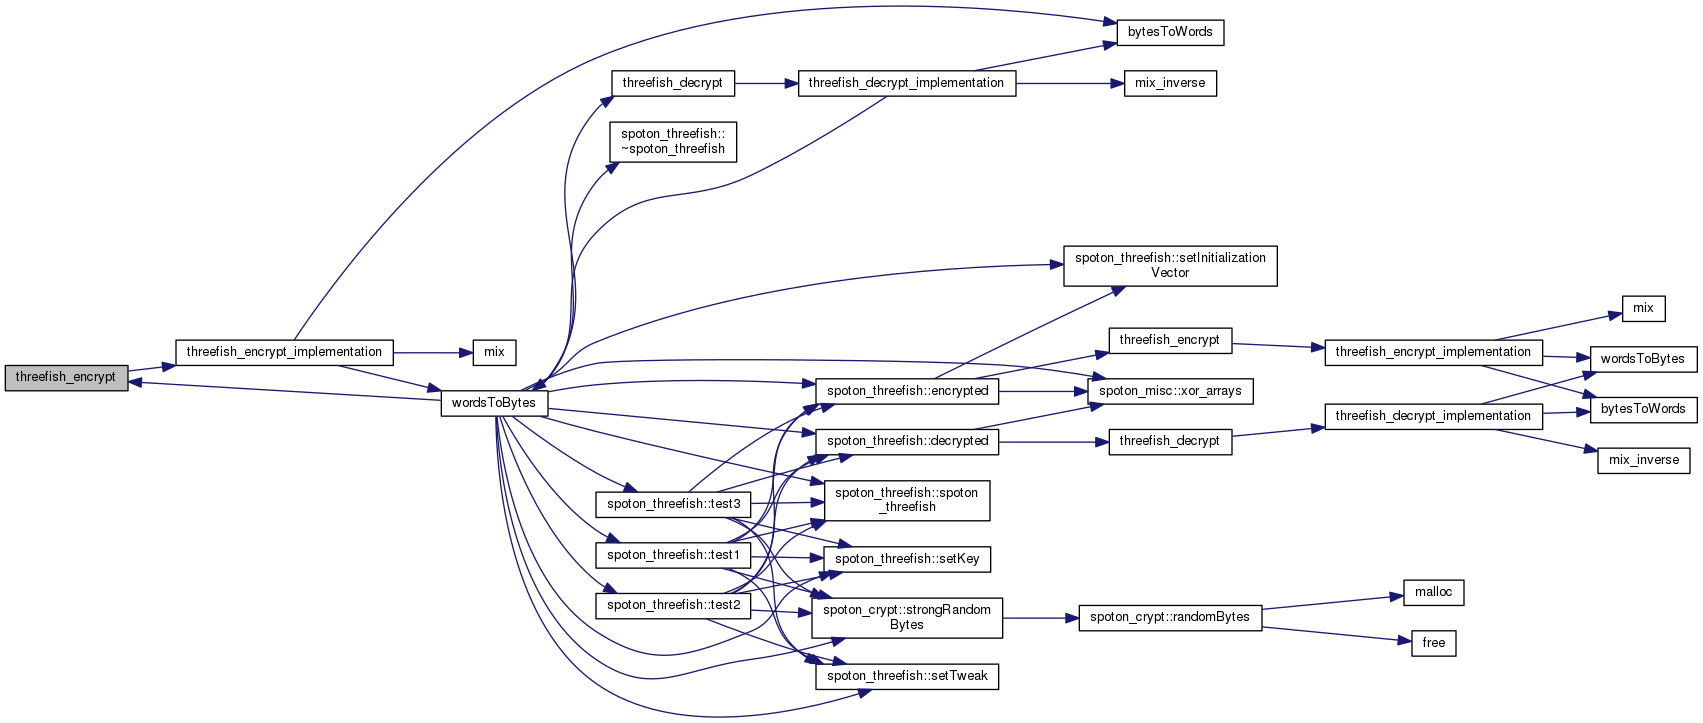 bytesToWords
threefish_decrypt
threefish_decrypt_implementation
mix_inverse
spoton_threefish::
~spoton_threefish
spoton_threefish::setInitialization
Vector
mix
threefish_encrypt
threefish_encrypt_implementation
mix
threefish_encrypt
threefish_encrypt_implementation
wordsToBytes
wordsToBytes
spoton_threefish::encrypted
spoton_misc::xor_arrays
bytesToWords
spoton_threefish::decrypted
threefish_decrypt
threefish_decrypt_implementation
mix_inverse
spoton_threefish::test3
spoton_threefish::spoton
_threefish
spoton_threefish::test1
spoton_threefish::setKey
spoton_threefish::test2
spoton_crypt::strongRandom
Bytes
spoton_crypt::randomBytes
malloc
free
spoton_threefish::setTweak